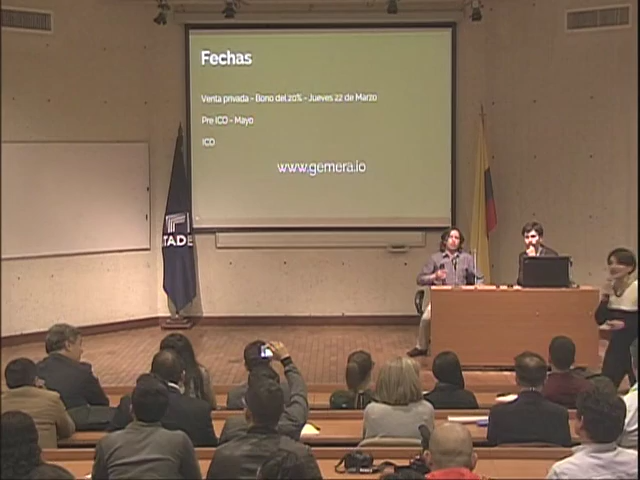 Fechas
Venta privada - Bono del 20% - Jueves 22 de Marzo
Pre ICO - Mayo
ICO
www.gemera.io
TADE